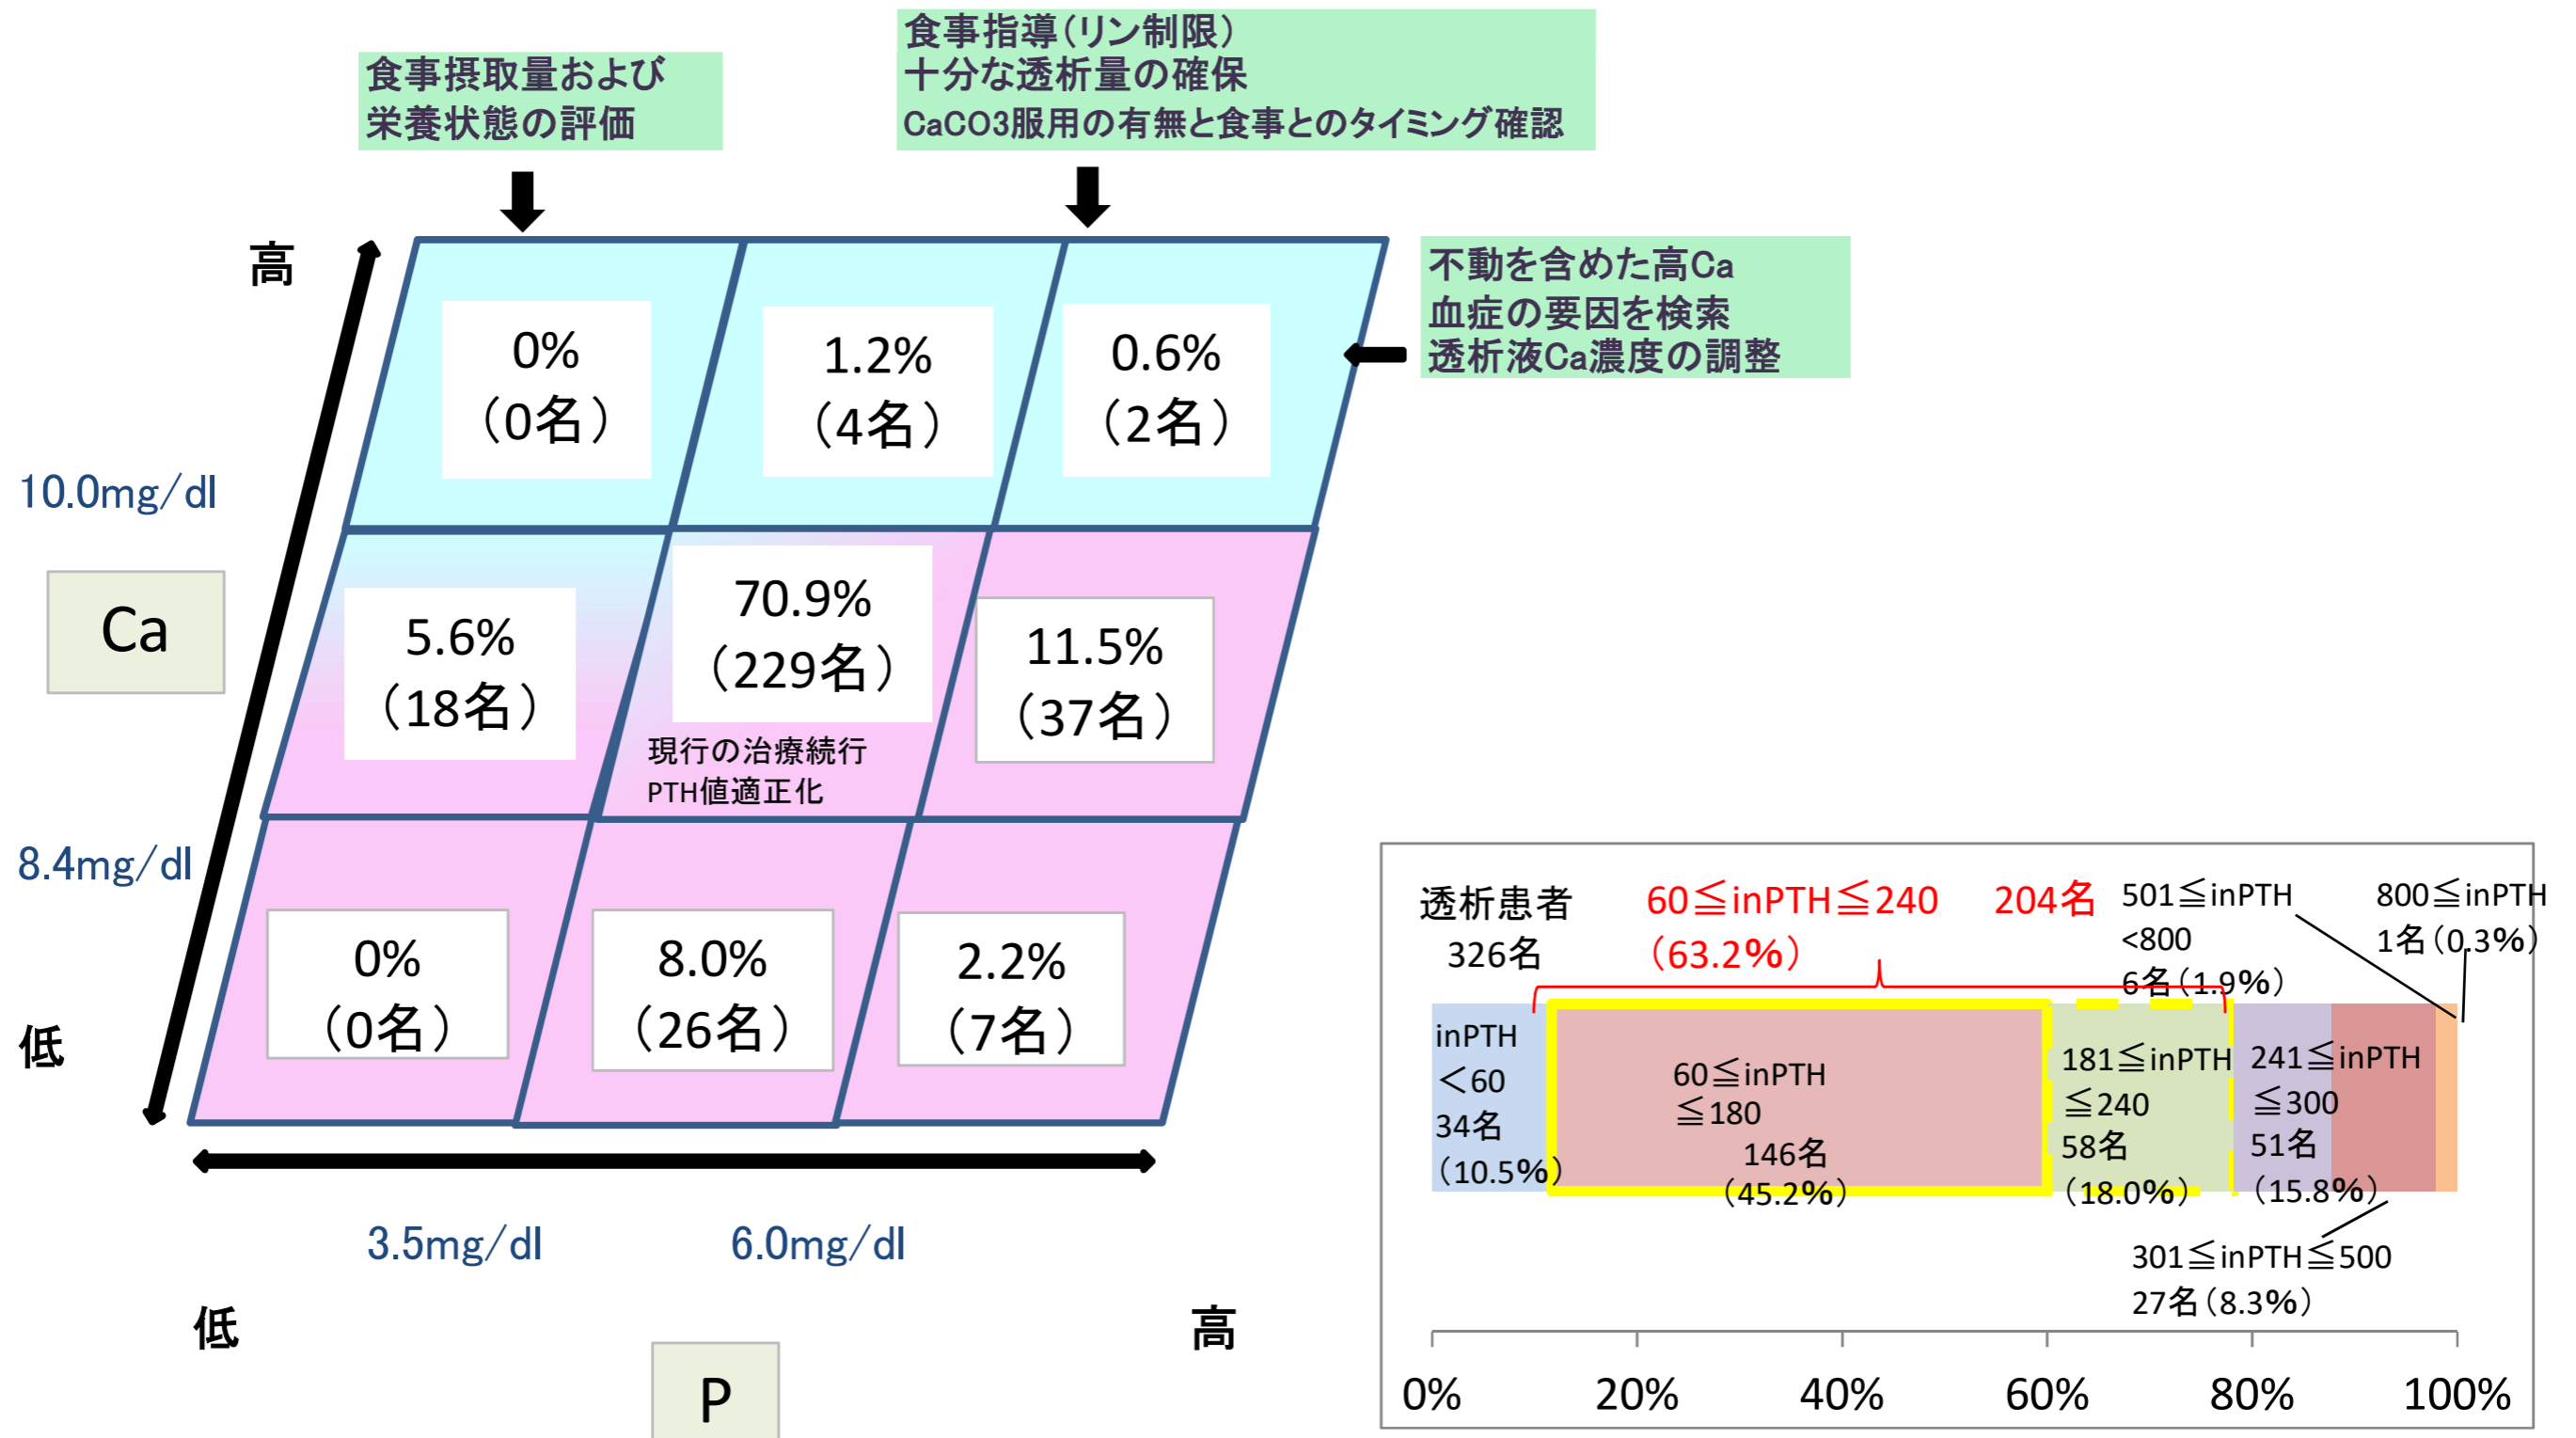 食事摂取量および
栄養状態の評価
食事指導（リン制限）
十分な透析量の確保
CaCO3服用の有無と食事とのタイミング確認
高
不動を含めた高Ca
血症の要因を検索
透析液Ca濃度の調整
0%
（0名）
1.2%
（4名）
0.6%
（2名）
10.0mg/dl
Ca
5.6%
（18名）
70.9%
（229名）
現行の治療続行
PTH値適正化
11.5%
（37名）
8.4mg/dl
0%
（0名）
8.0%
（26名）
2.2%
（7名）
低
3.5mg/dl
6.0mg/dl
低
高
P
透析患者
326名
60≦inPTH≦240 204名
（63.2%）
501≦inPTH
<800
6名（1.9%）
800≦inPTH
1名（0.3%）
inPTH
＜60
34名
（10.5%）
60≦inPTH
≦180
146名
（45.2%）
181≦inPTH
≦240
58名
（18.0%）
241≦inPTH
≦300
51名
（15.8%）
301≦inPTH≦500
27名（8.3%）
0%
20%
40%
60%
80%
100%